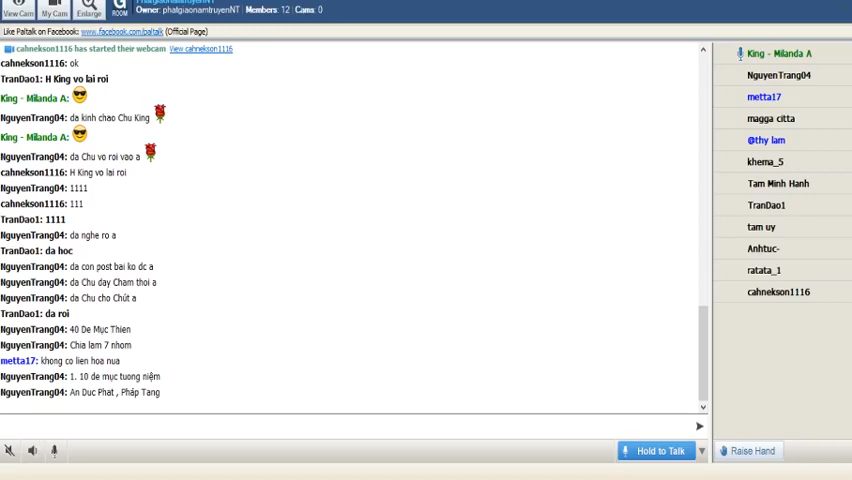 phatgiaonamtruyenNT
Owner: phatgiaonamtruyenNT | Members: 12 | Cams: 0
View Cam
My Cam
Enlarge
G
ROOM
Like Paltalk on Facebook: www.facebook.com/paltalk (Official Page)
cahnekson1116 has started their webcam View cahnekson1116
cahnekson1116: ok
TranDao1: H King vo lai roi
King - Milanda A:
NguyenTrang04: da kinh chao Chu King
King - Milanda A:
NguyenTrang04: da Chu vo roi vao a
cahnekson1116: H King vo lai roi
NguyenTrang04: 1111
cahnekson1116: 111
TranDao1: 1111
NguyenTrang04: da nghe ro a
TranDao1: da hoc
NguyenTrang04: da con post bai ko dc a
NguyenTrang04: da Chu day Cham thoi a
NguyenTrang04: da Chu cho Chút a
TranDao1: da roi
NguyenTrang04: 40 De Mục Thien
NguyenTrang04: Chia lam 7 nhom
metta17: khong co lien hoa nua
NguyenTrang04: 1. 10 de mục tuong niệm
NguyenTrang04: An Duc Phat , Pháp Tang
Hold to Talk
King - Milanda A
NguyenTrang04
metta17
magga citta
@thy lam
khema_5
Tam Minh Hanh
TranDao1
tam uy
Anhtuc-
ratata_1
cahnekson1116
Raise Hand